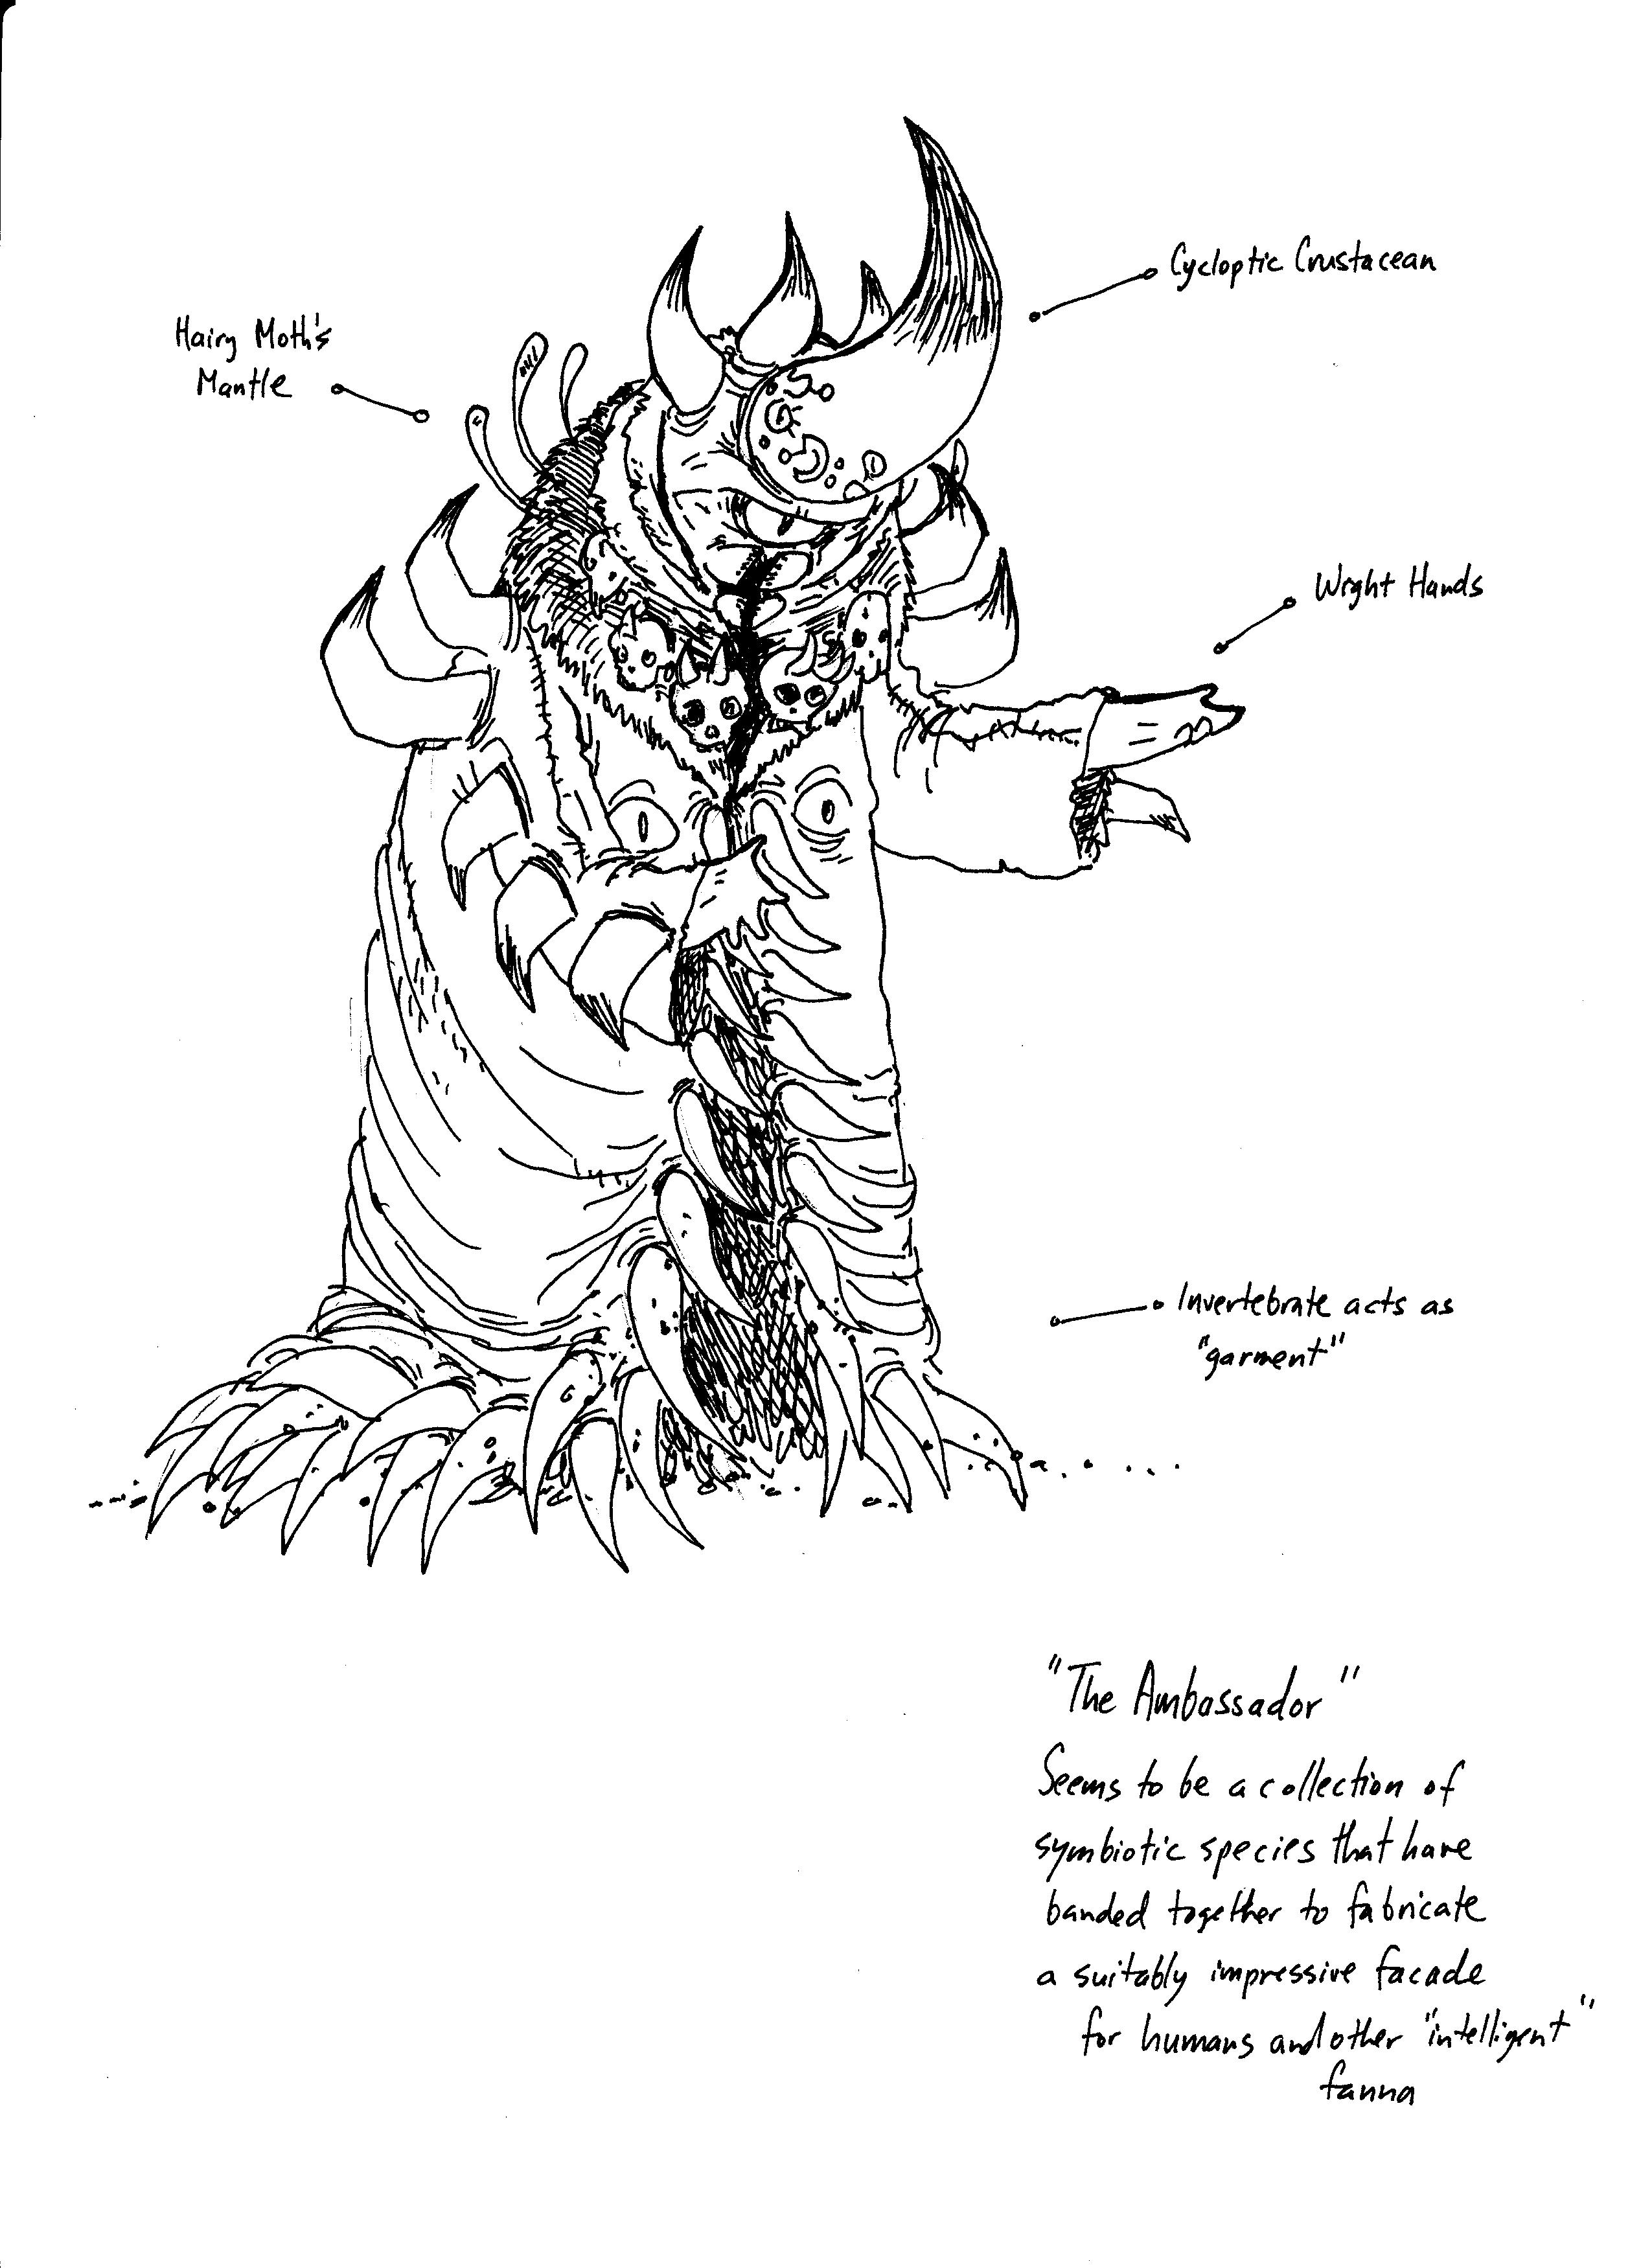 Cycloptic Crustacean
Hairy Moth's
Mantle
Wight Hands
Invertebrate acts as
"garment"
"The Ambassador"
Seems to be a collection of
symbiotic species that have
banded together to fabricate
a suitably impressive facade
for humans and other "intelligent"
fauna